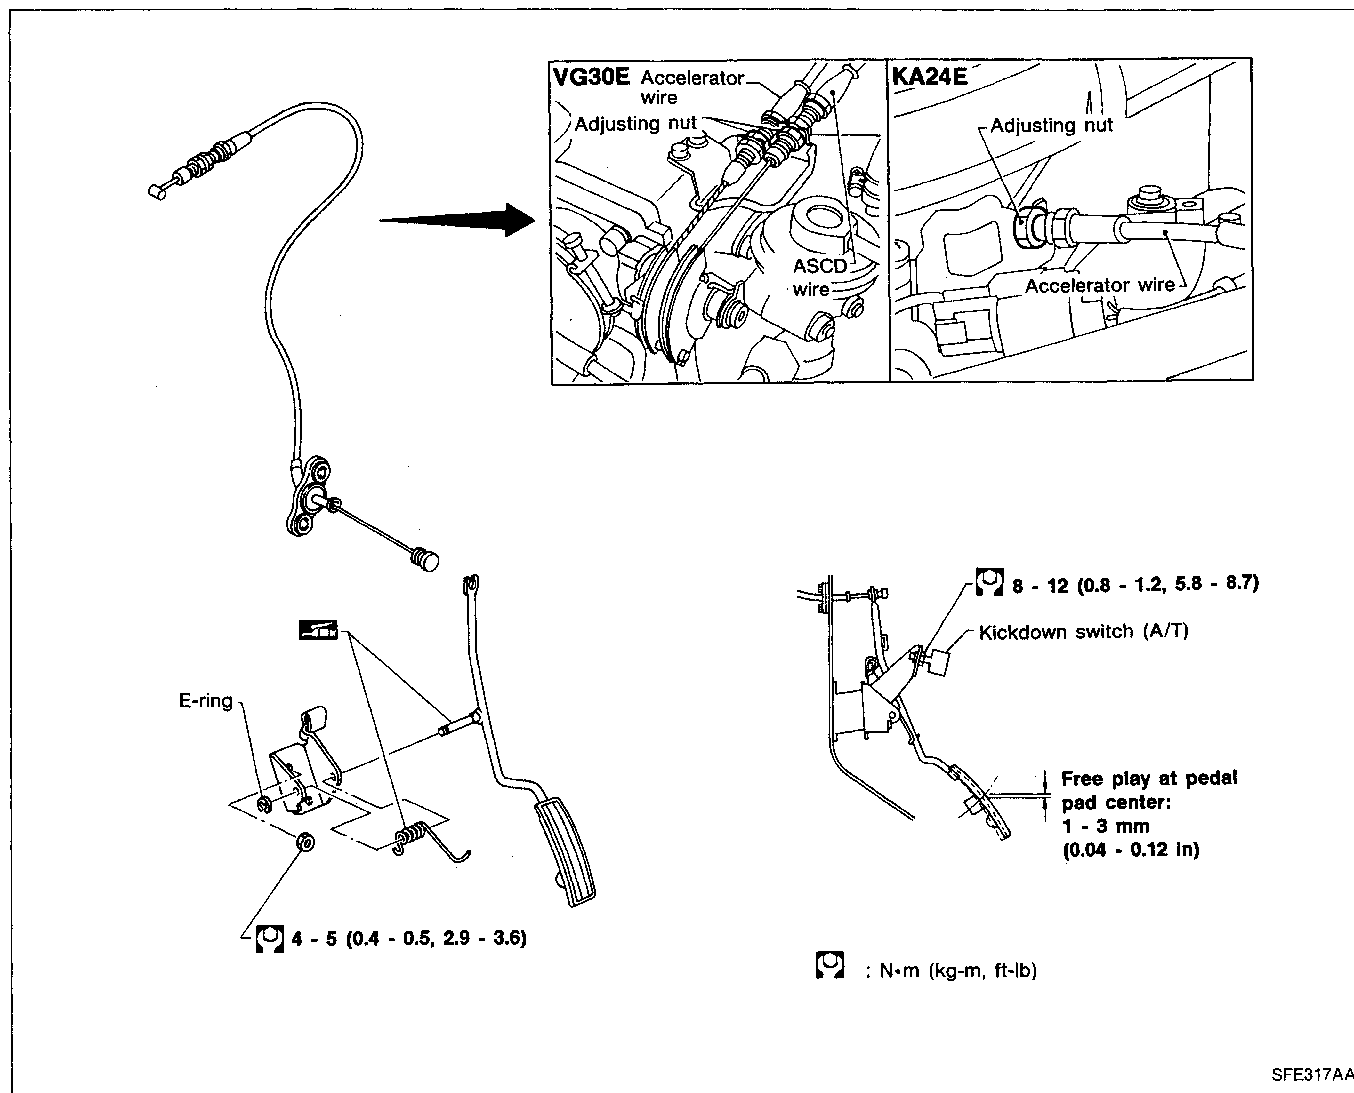 VG30E
Accelerator
wire
Adjusting nut
ASCD
wire
KA24E
Adjusting nut
Accelerator wire
8 - 12 (0.8 - 1.2, 5.8 - 8.7)
Kickdown switch (A/T)
E-ring
Free play at pedal
pad center:
1 - 3 mm
(0.04 - 0.12 in)
4 - 5 (0.4 - 0.5, 2.9 - 3.6)
: N•m (kg-m, ft-lb)
SFE317AA